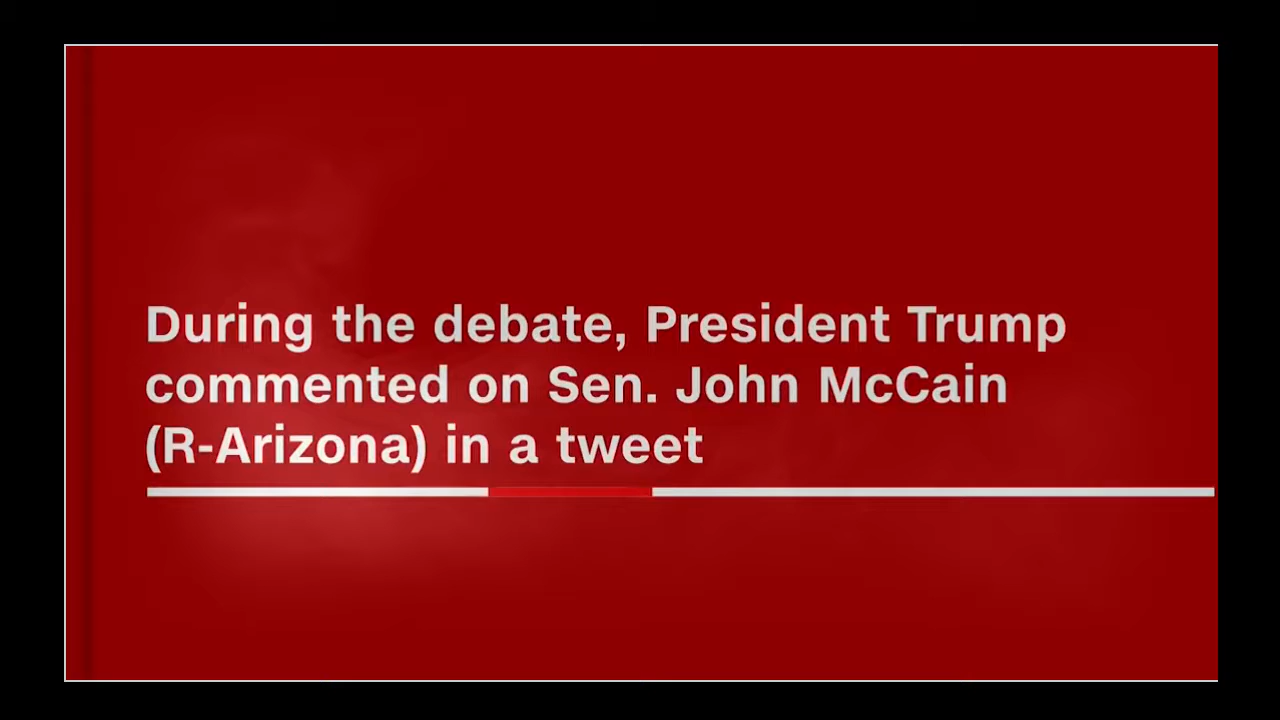 During the debate, President Trump
commented on Sen. John McCain
(R-Arizona) in a tweet